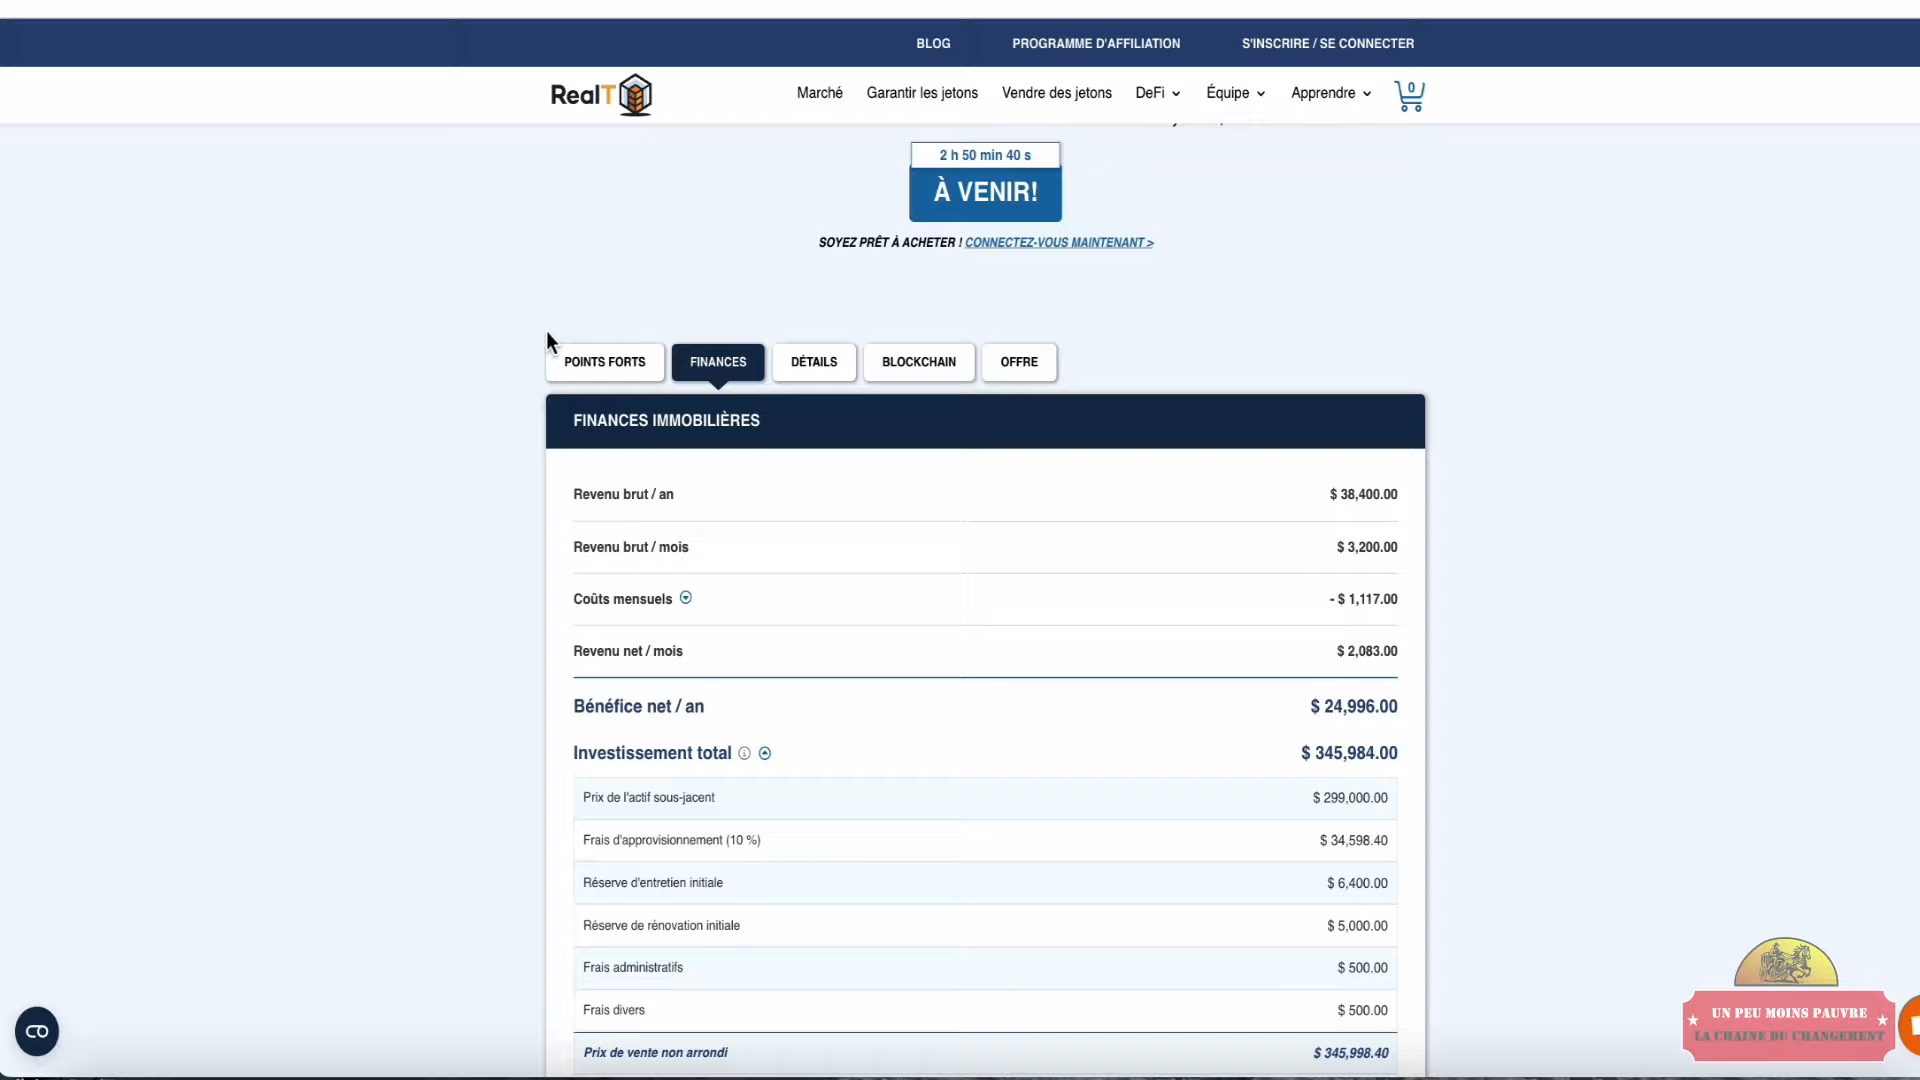 BLOG PROGRAMME D'AFFILIATION S'INSCRIRE / SE CONNECTER
RealT Marché Garantir les jetons Vendre des jetons DeFi Équipe Apprendre 0
2 h 50 min 40 s
À VENIR!
SOYEZ PRÊT À ACHETER ! CONNECTEZ-VOUS MAINTENANT >
POINTS FORTS FINANCES DÉTAILS BLOCKCHAIN OFFRE
FINANCES IMMOBILIÈRES
Revenu brut / an $ 38,400.00
Revenu brut / mois $ 3,200.00
Coûts mensuels - $ 1,117.00
Revenu net / mois $ 2,083.00
Bénéfice net / an $ 24,996.00
Investissement total $ 345,984.00
Prix de l'actif sous-jacent $ 299,000.00
Frais d'approvisionnement (10 %) $ 34,598.40
Réserve d'entretien initiale $ 6,400.00
Réserve de rénovation initiale $ 5,000.00
Frais administratifs $ 500.00
Frais divers $ 500.00
Prix de vente non arrondi $ 345,998.40
UN PEU MOINS PAUVRE
LA CHAINE DU CHANGEMENT